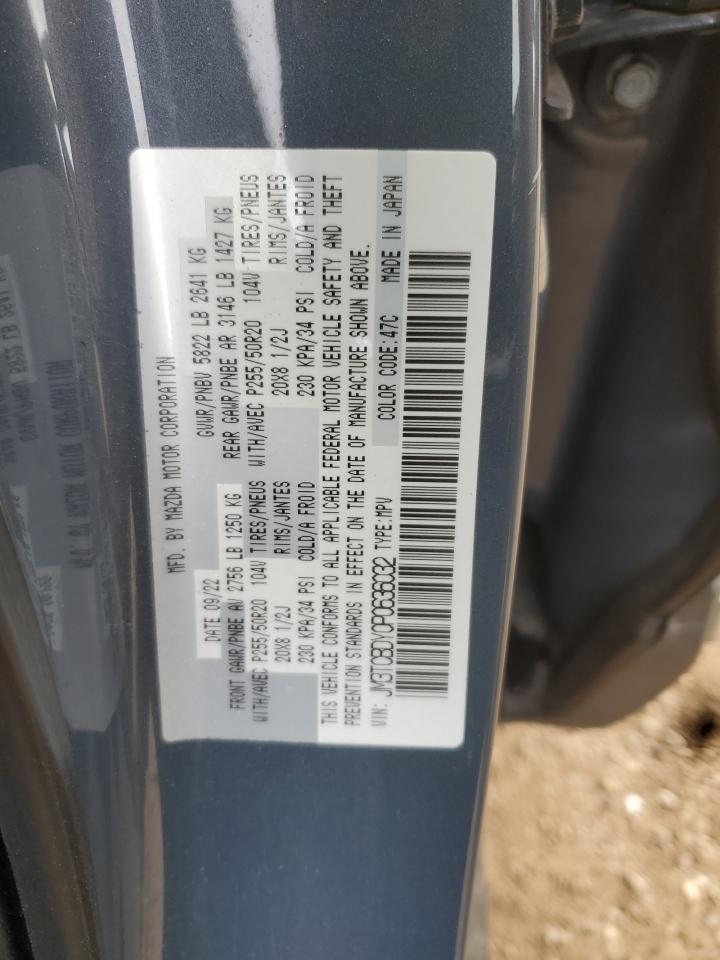 MFD. BY MAZDA MOTOR CORPORATION
DATE 09/22 GVWR/PNBV 5822 LB 2641 KG
FRONT GAWR/PNBE AV 2756 LB 1250 KG REAR GAWR/PNBE AR 3146 LB 1427 KG
WITH/AVEC P255/50R20 104V TIRES/PNEUS WITH/AVEC P255/50R20 104V TIRES/PNEUS
20X8 1/2J RIMS/JANTES 20X8 1/2J RIMS/JANTES
230 KPA/34 PSI COLD/A FROID 230 KPA/34 PSI COLD/A FROID
THIS VEHICLE CONFORMS TO ALL APPLICABLE FEDERAL MOTOR VEHICLE SAFETY AND THEFT
PREVENTION STANDARDS IN EFFECT ON THE DATE OF MANUFACTURE SHOWN ABOVE.
VIN: JM3TCBDY0P0636032 TYPE:MPV COLOR CODE:47C MADE IN JAPAN